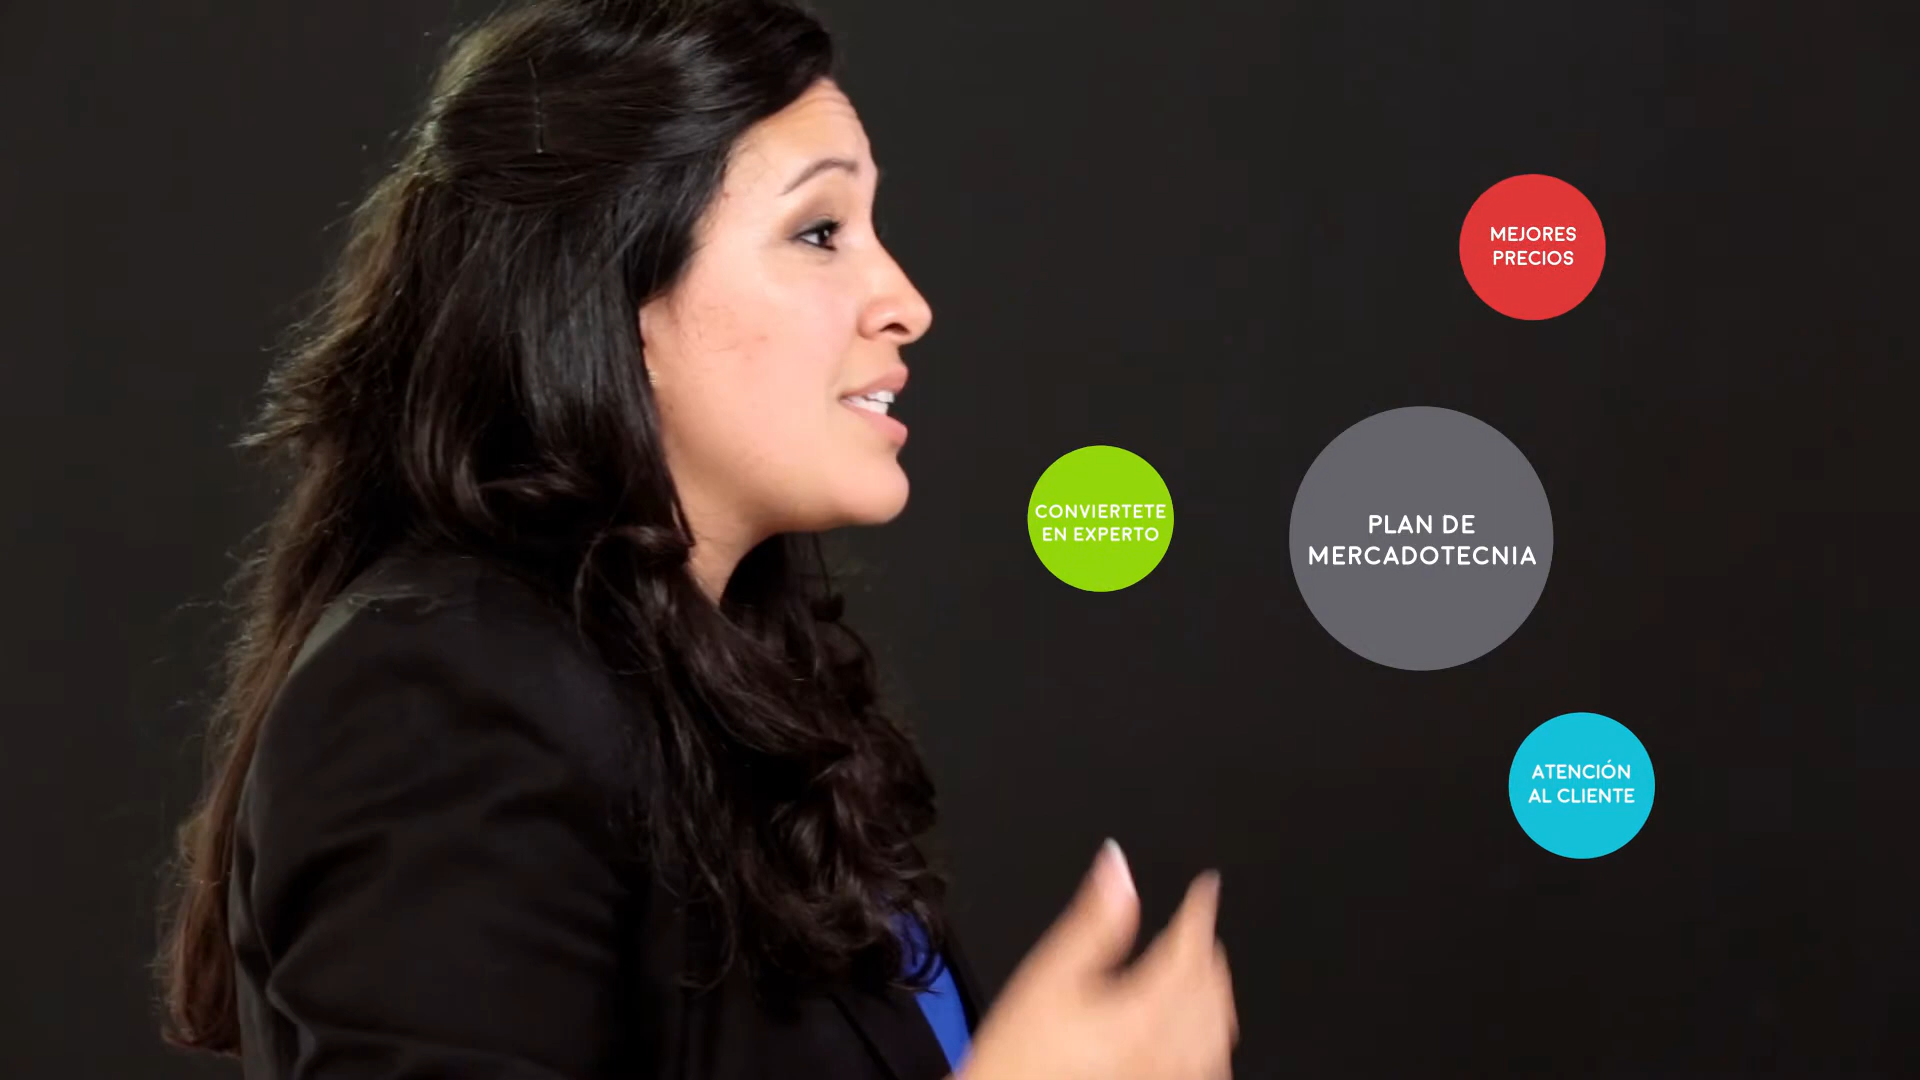 MEJORES
PRECIOS
CONVIERTETE
EN EXPERTO
PLAN DE
MERCADOTECNIA
ATENCIÓN
AL CLIENTE